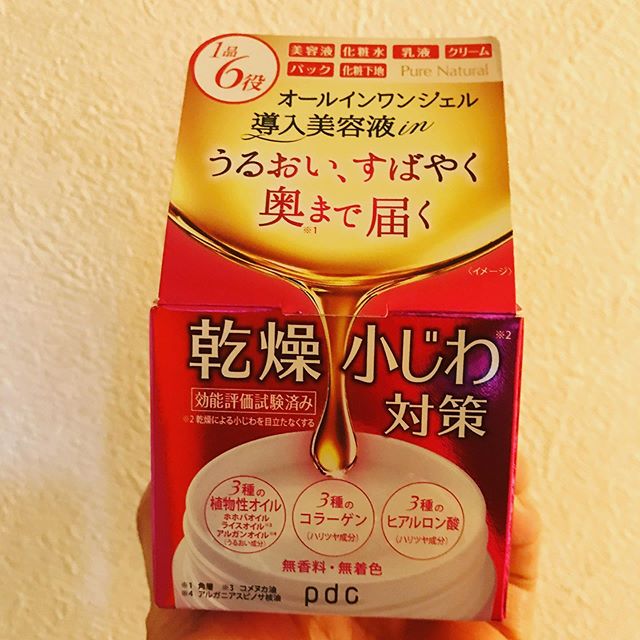 1品
6役
美容液 化粧水 乳液 クリーム
パック 化粧下地 Pure Natural
オールインワンジェル
導入美容液in
うるおい、すばやく
奥まで届く
※1
〈イメージ〉
乾燥 小じわ※2
対策
効能評価試験済み
※2 乾燥による小じわを目立たなくする
3種の
植物性オイル
ホホバオイル
ライスオイル※3
アルガンオイル※4
(うるおい成分)
3種の
コラーゲン
(ハリツヤ成分)
3種の
ヒアルロン酸
(ハリツヤ成分)
無香料・無着色
※1 角層 ※3 コメヌカ油
※4 アルガニアスピノサ核油
pdc